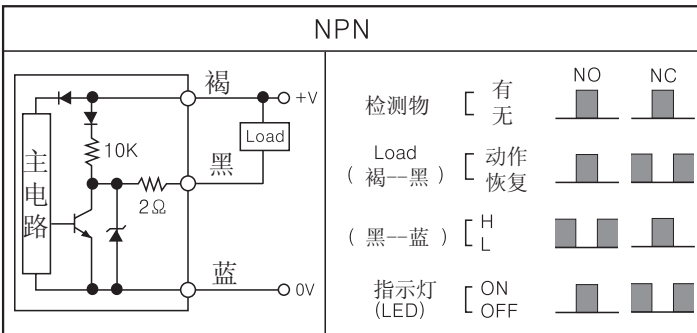 NPN
主电路
10K
2Ω
褐
+V
Load
黑
蓝
0V
NO NC
检测物 有
无
Load
( 褐--黑 ) 动作
恢复
( 黑--蓝 ) H
L
指示灯
(LED) ON
OFF